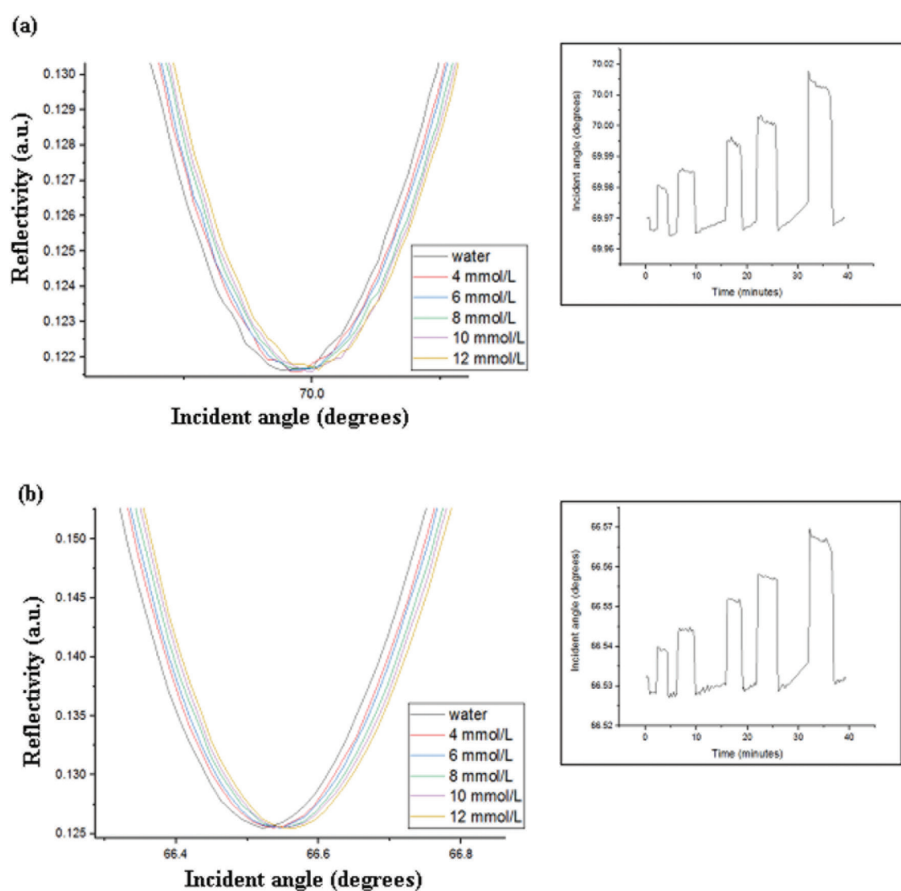 (a)
0.130
0.129
0.128
0.127
0.126
0.125
0.124
0.123
0.122
Reflectivity (a.u.)
water
4 mmol/L
6 mmol/L
8 mmol/L
10 mmol/L
12 mmol/L
70.0
Incident angle (degrees)
70.02
70.01
70.00
69.99
69.98
69.97
69.96
Incident angle (degrees)
0 10 20 30 40
Time (minutes)
(b)
0.150
0.145
0.140
0.135
0.130
0.125
Reflectivity (a.u.)
water
4 mmol/L
6 mmol/L
8 mmol/L
10 mmol/L
12 mmol/L
66.4 66.6 66.8
Incident angle (degrees)
66.57
66.56
66.55
66.54
66.53
66.52
Incident angle (degrees)
0 10 20 30 40
Time (minutes)